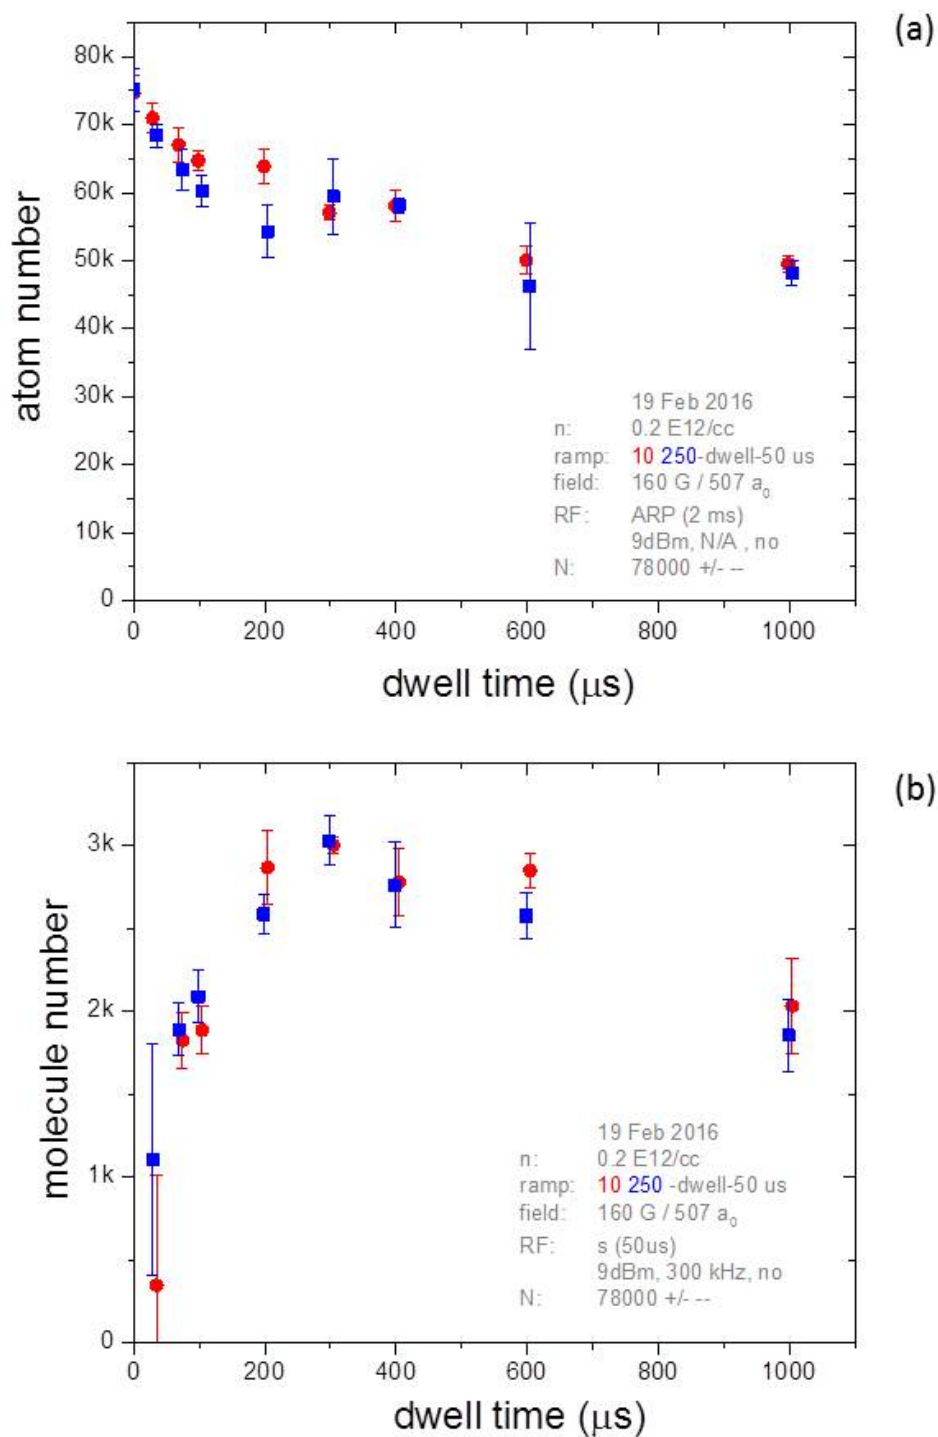 (a)
80k
70k
60k
50k
40k
30k
20k
10k
0
atom number
19 Feb 2016
n: 0.2 E12/cc
ramp: 10 250-dwell-50 us
field: 160 G / 507 a₀
RF: ARP (2 ms)
9dBm, N/A , no
N: 78000 +/- --
0 200 400 600 800 1000
dwell time (μs)
(b)
3k
2k
1k
0
molecule number
19 Feb 2016
n: 0.2 E12/cc
ramp: 10 250 -dwell-50 us
field: 160 G / 507 a₀
RF: s (50us)
9dBm, 300 kHz, no
N: 78000 +/- --
0 200 400 600 800 1000
dwell time (μs)